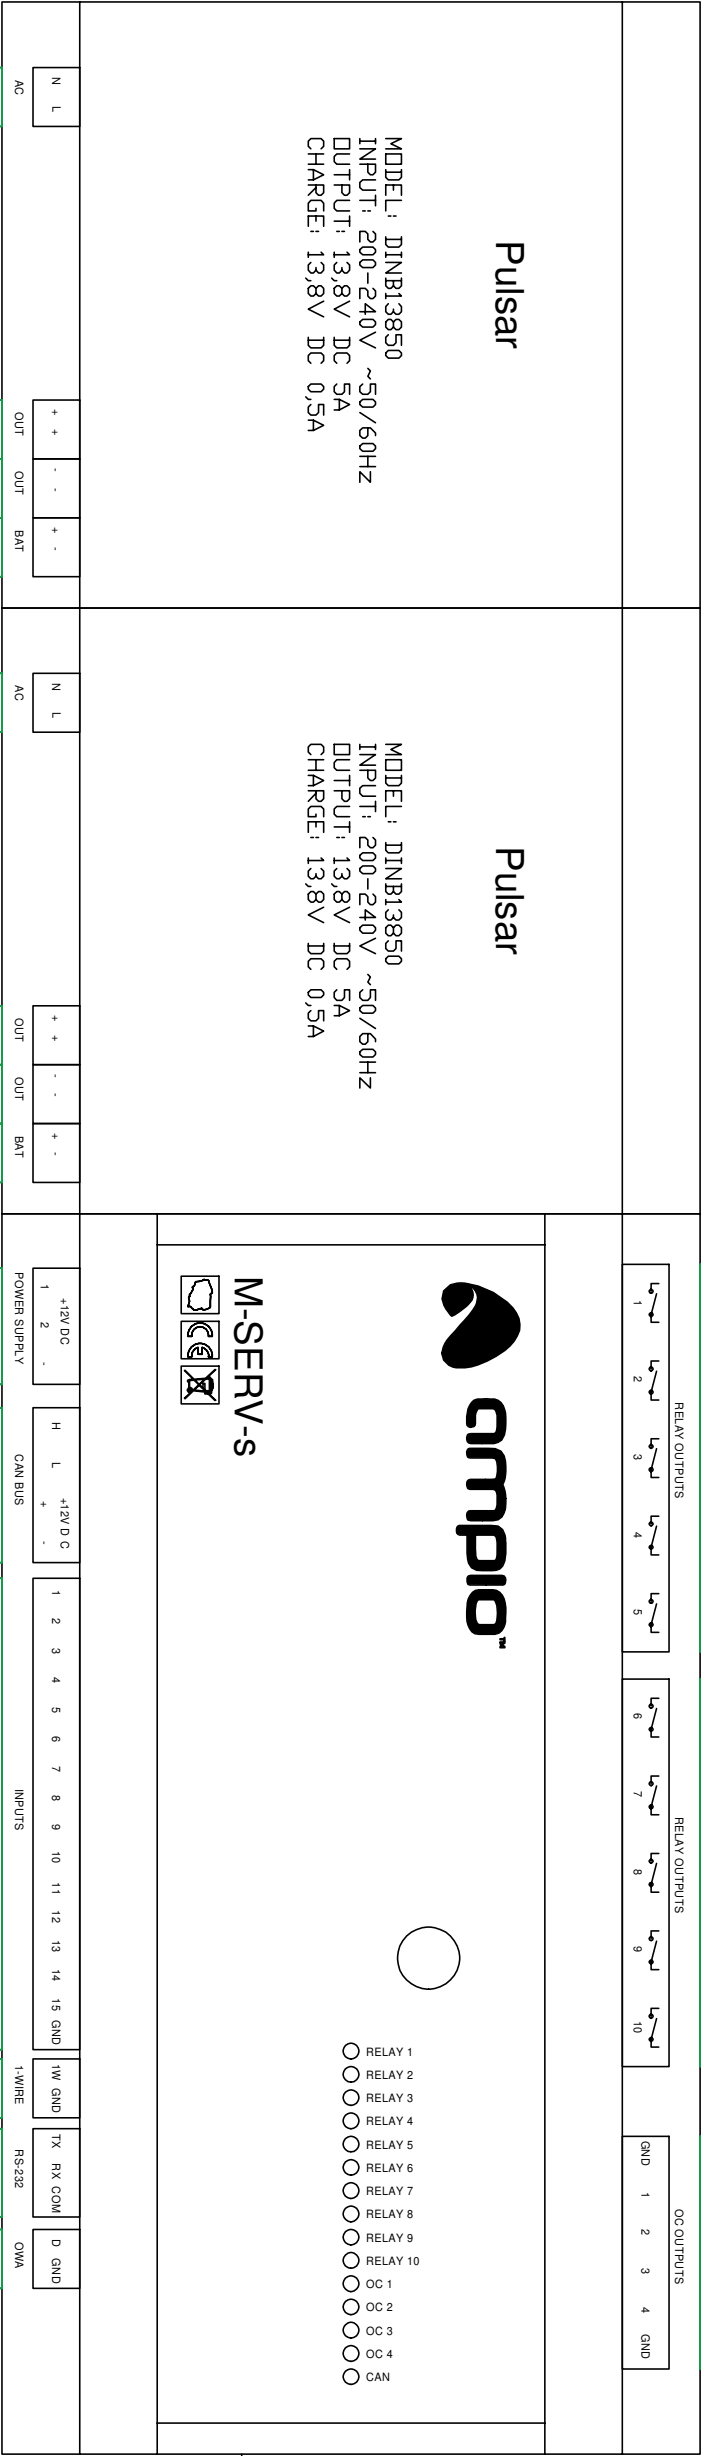 Pulsar
MODEL: DINB13850
INPUT: 200-240V ~50/60Hz
OUTPUT: 13,8V DC 5A
CHARGE: 13,8V DC 0,5A
N L
AC
+ +
OUT
- -
OUT
+ -
BAT
Pulsar
MODEL: DINB13850
INPUT: 200-240V ~50/60Hz
OUTPUT: 13,8V DC 5A
CHARGE: 13,8V DC 0,5A
N L
AC
+ +
OUT
- -
OUT
+ -
BAT
RELAY OUTPUTS
1 2 3 4 5
RELAY OUTPUTS
6 7 8 9 10
OC OUTPUTS
GND 1 2 3 4 GND
ampio™
M-SERV-s
CE
RELAY 1
RELAY 2
RELAY 3
RELAY 4
RELAY 5
RELAY 6
RELAY 7
RELAY 8
RELAY 9
RELAY 10
OC 1
OC 2
OC 3
OC 4
CAN
+12V DC
1 2 -
POWER SUPPLY
+12V D C
H L + -
CAN BUS
1 2 3 4 5 6 7 8 9 10 11 12 13 14 15 GND
INPUTS
1W GND
1-WIRE
TX RX COM
RS-232
D GND
OWA